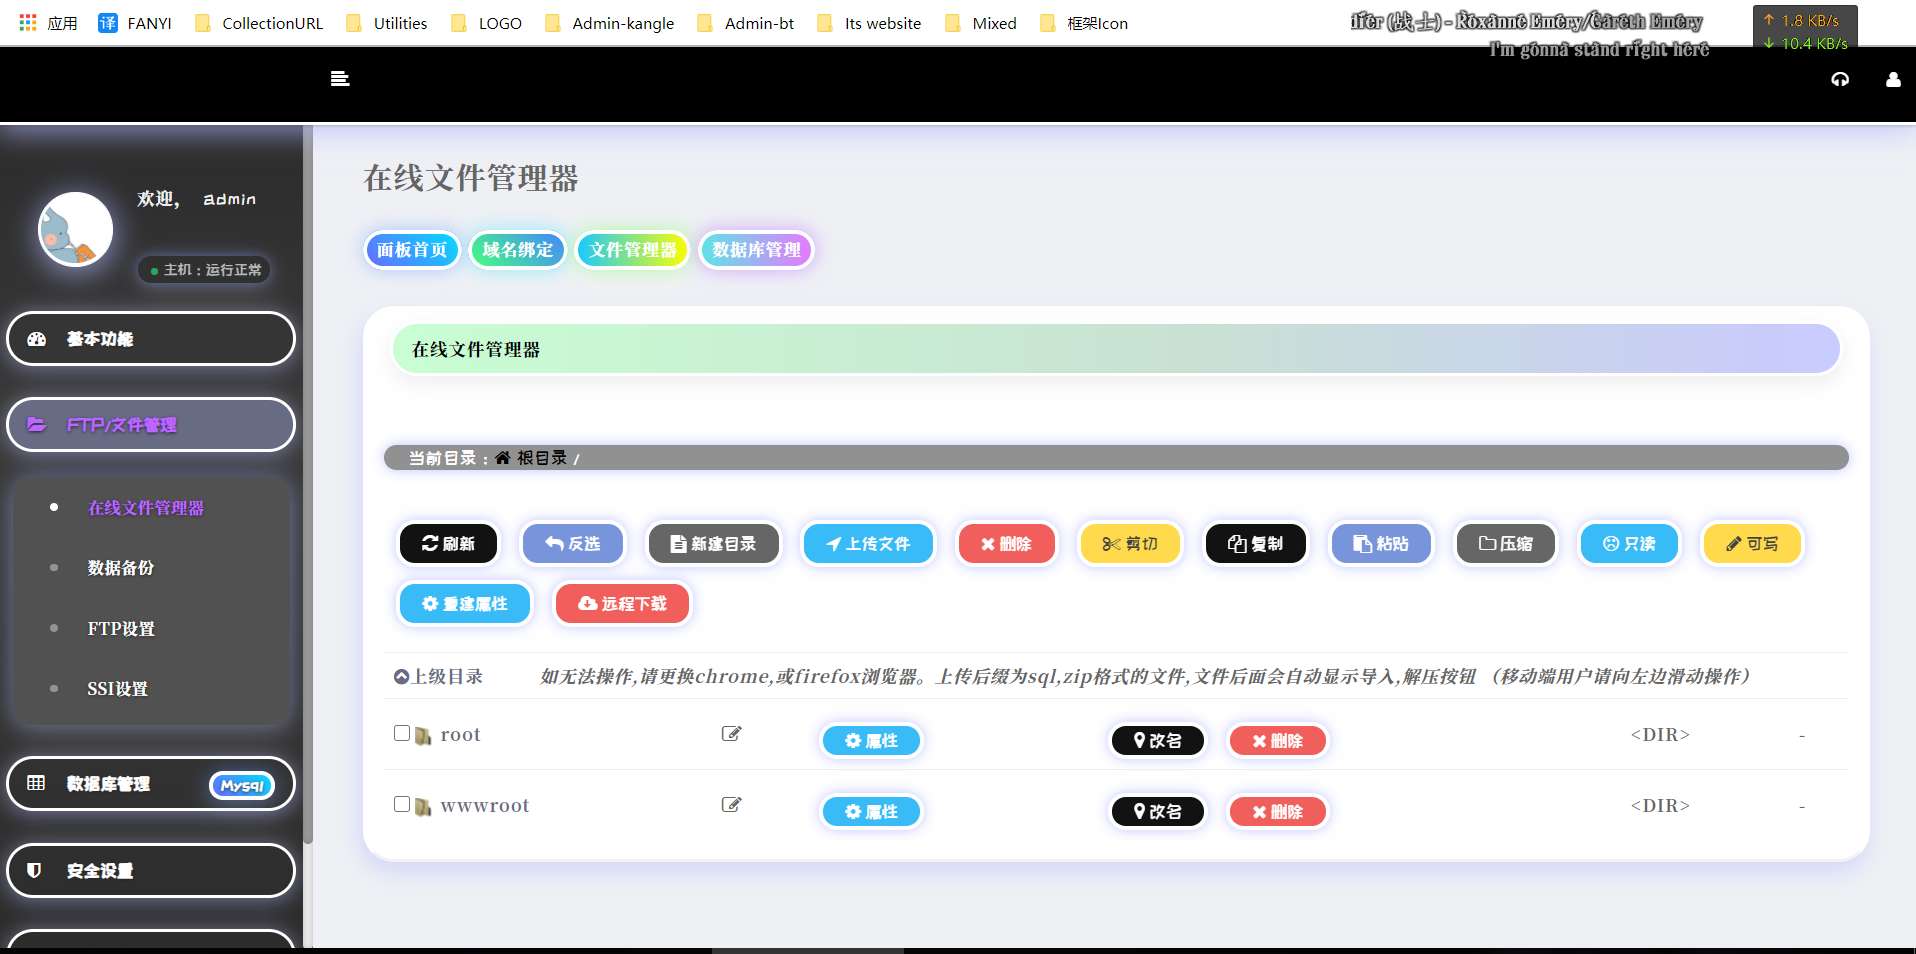 应用 译 FANYI CollectionURL Utilities LOGO Admin-kangle Admin-bt Its website Mixed 框架Icon
(战士) - Roxanne Emery/Gareth Emery
I'm gonna stand right here
↑ 1.8 KB/s
↓ 10.4 KB/s
欢迎， admin
主机：运行正常
基本功能
FTP/文件管理
在线文件管理器
数据备份
FTP设置
SSI设置
数据库管理 Mysql
安全设置
在线文件管理器
面板首页 域名绑定 文件管理器 数据库管理
在线文件管理器
当前目录：根目录 /
刷新 反选 新建目录 上传文件 删除 剪切 复制 粘贴 压缩 只读 可写
重建属性 远程下载
上级目录 如无法操作,请更换chrome,或firefox浏览器。上传后缀为sql,zip格式的文件,文件后面会自动显示导入,解压按钮 （移动端用户请向左边滑动操作）
root 属性 改名 删除 <DIR> -
wwwroot 属性 改名 删除 <DIR> -